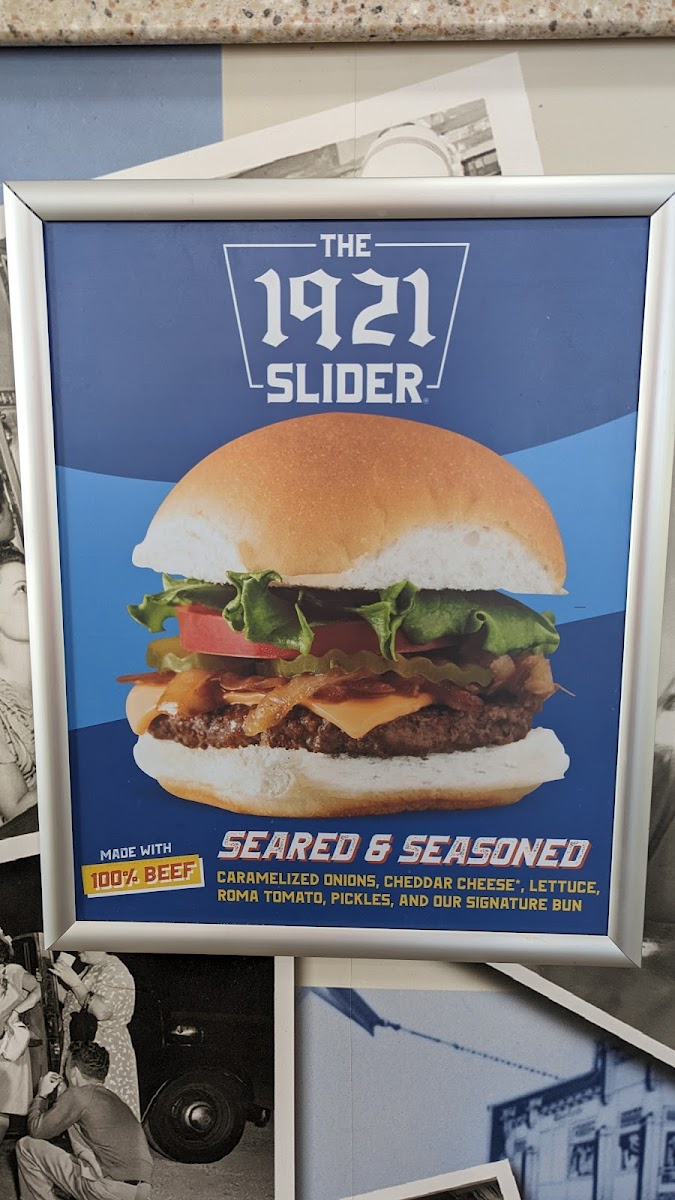 THE
1921
SLIDER®
MADE WITH
100% BEEF
SEARED & SEASONED
CARAMELIZED ONIONS, CHEDDAR CHEESE*, LETTUCE,
ROMA TOMATO, PICKLES, AND OUR SIGNATURE BUN